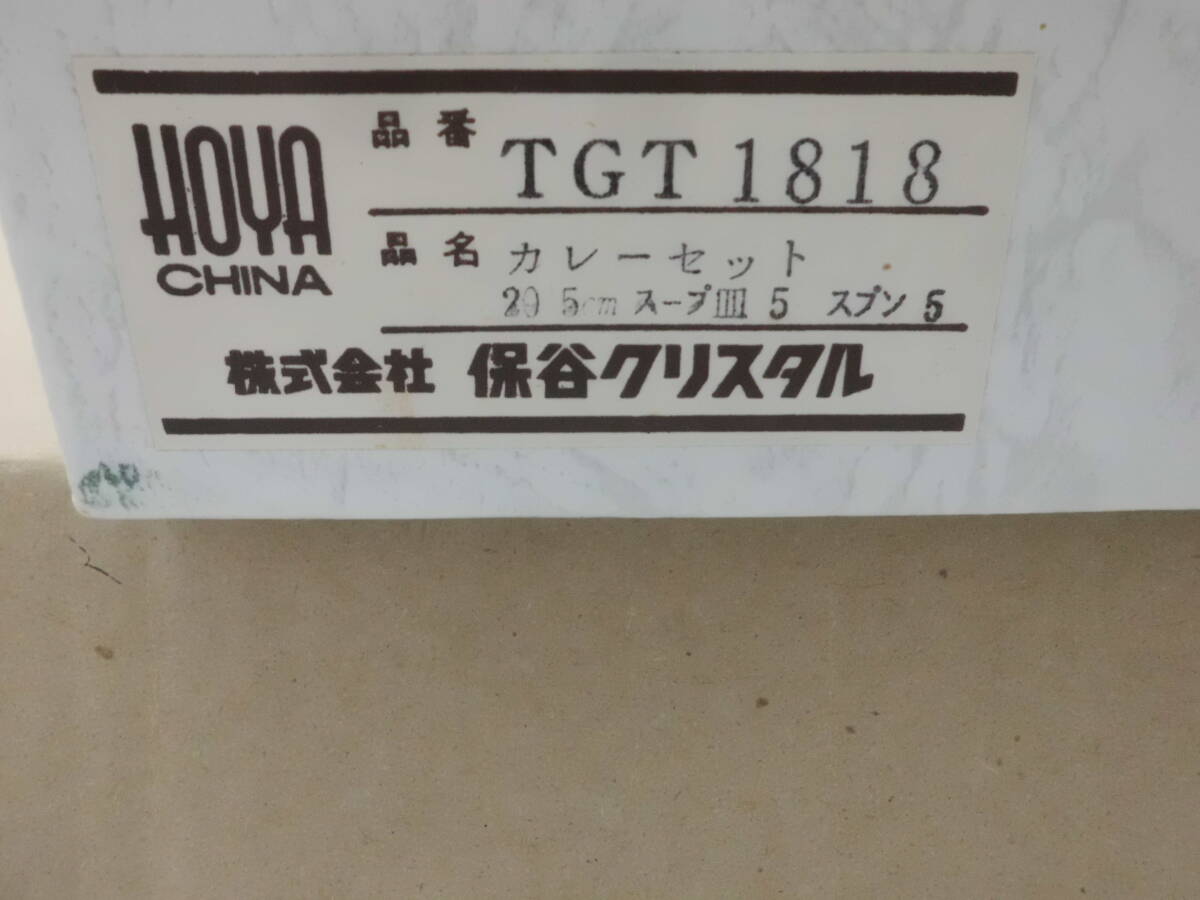 HOYA
CHINA
品番 TGT1818
品名 カレーセット
20 5cm スープ皿 5 スプン 5
株式会社 保谷クリスタル